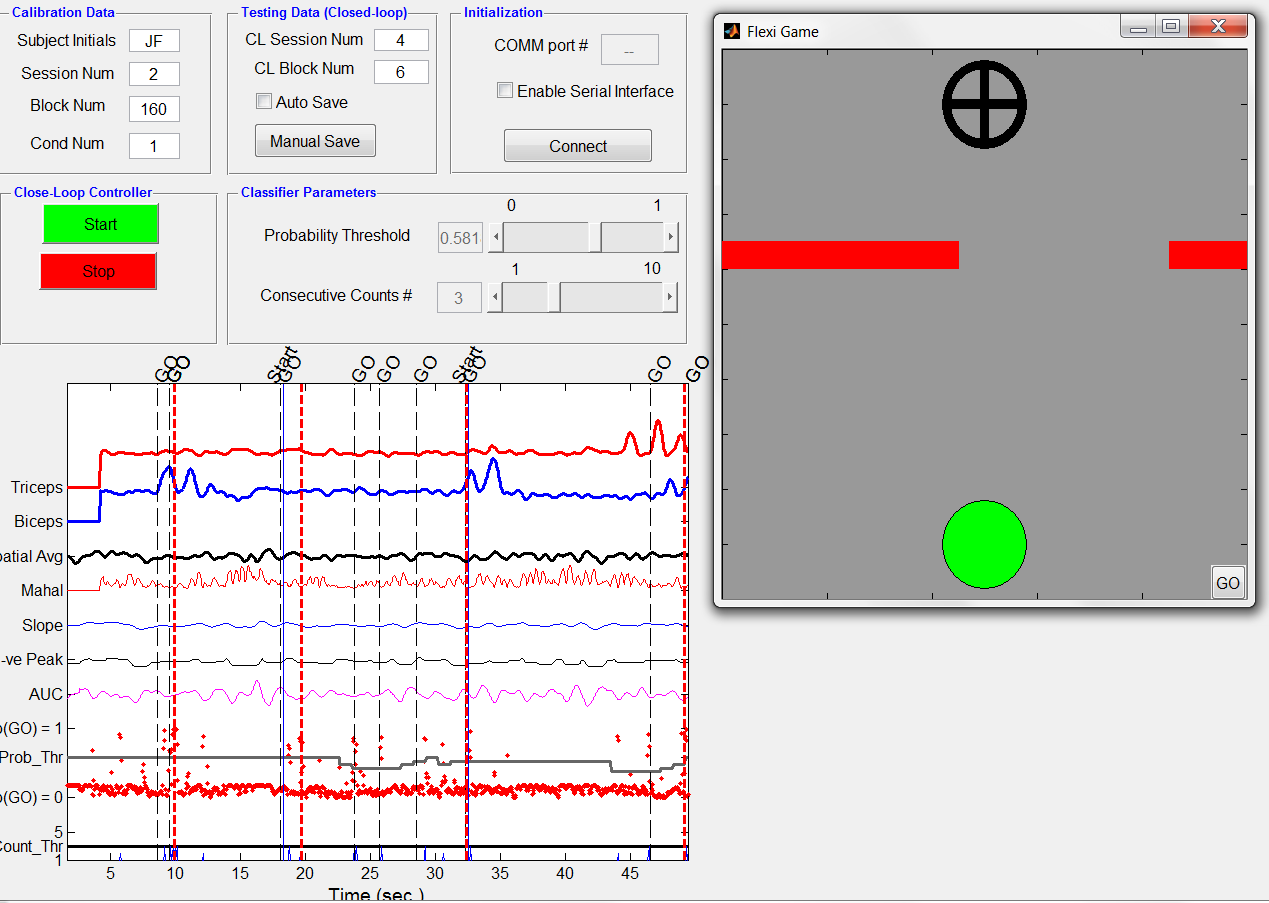 Calibration Data
Subject Initials JF
Session Num 2
Block Num 160
Cond Num 1
Testing Data (Closed-loop)
CL Session Num 4
CL Block Num 6
Auto Save
Manual Save
Initialization
COMM port # --
Enable Serial Interface
Connect
Close-Loop Controller
Start
Stop
Classifier Parameters
0 1
Probability Threshold 0.581
1 10
Consecutive Counts # 3
GO GO Start GO GO GO GO Start GO GO GO
Triceps
Biceps
patial Avg
Mahal
Slope
-ve Peak
AUC
o(GO) = 1
Prob_Thr
o(GO) = 0
5
Count_Thr
1
5 10 15 20 25 30 35 40 45
Time (sec.)
Flexi Game
GO